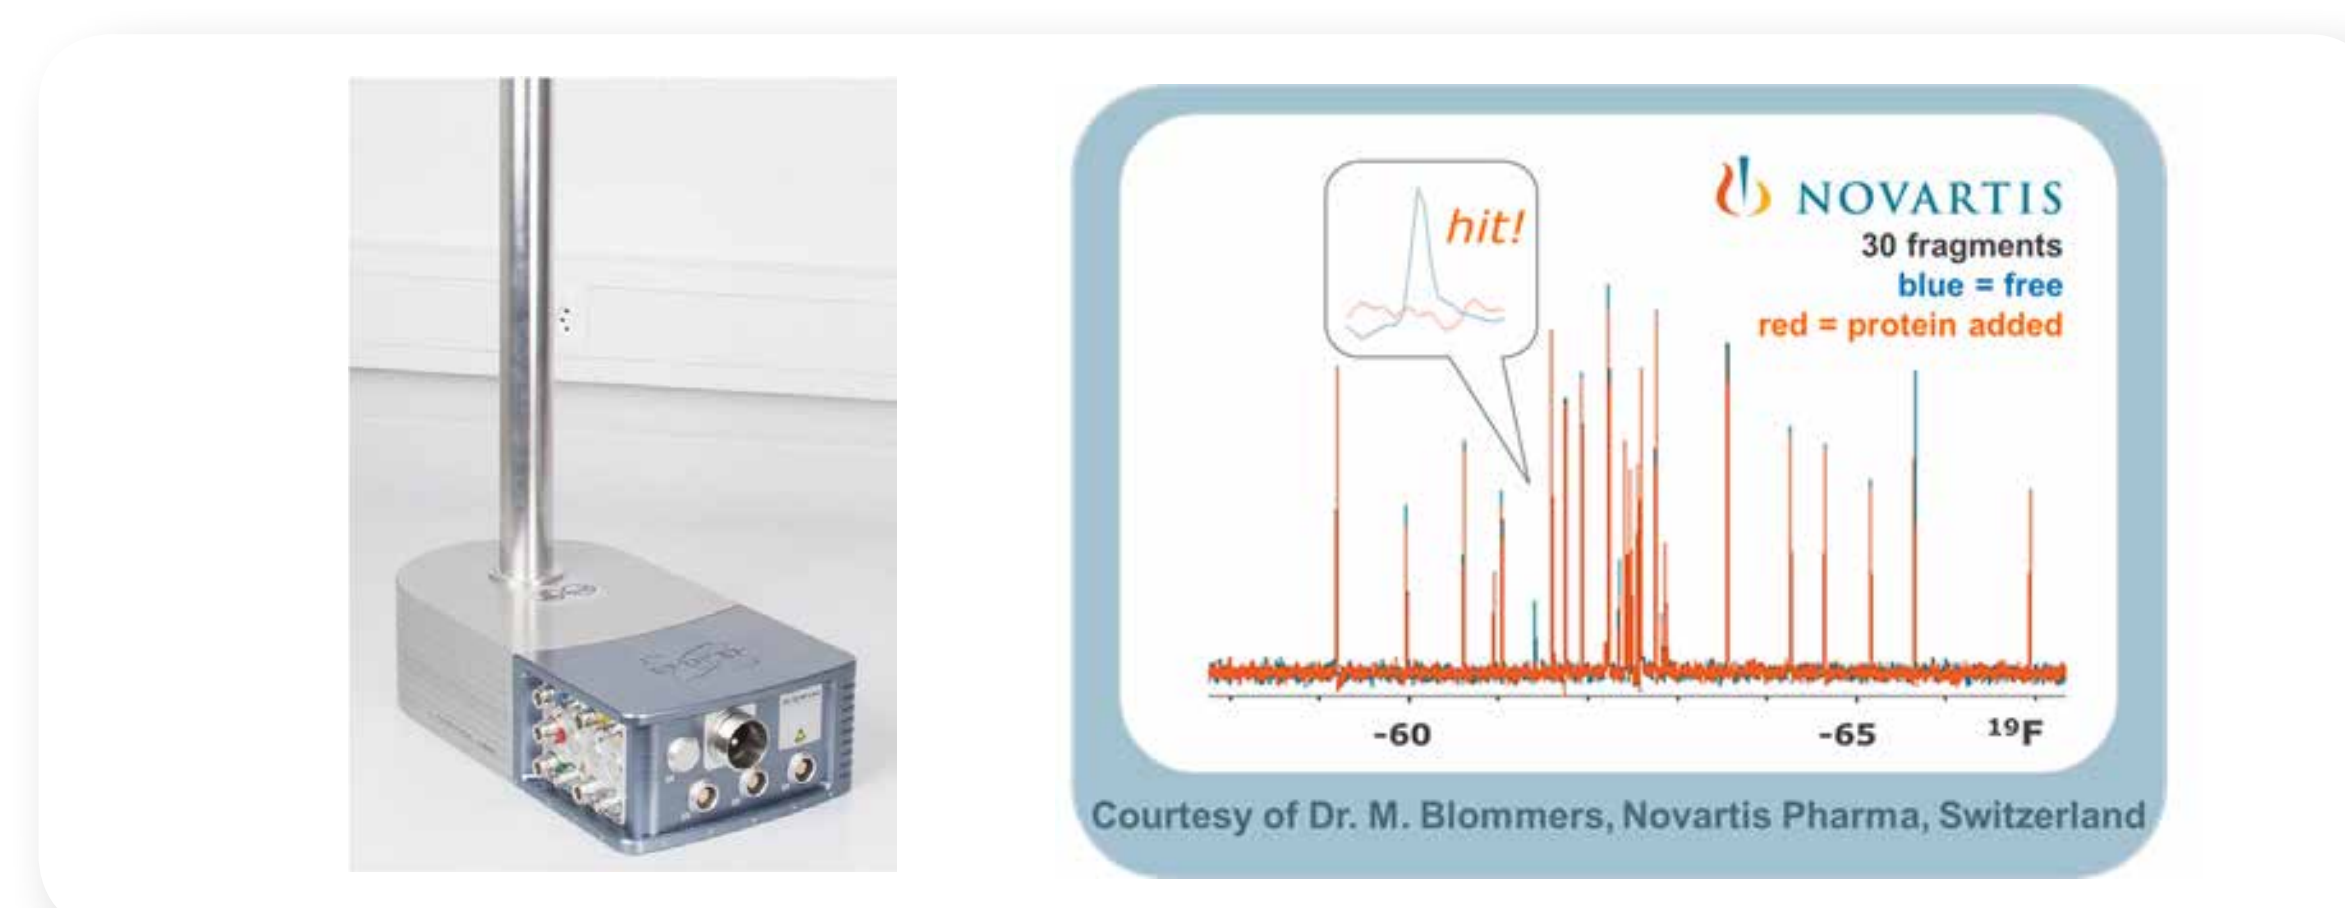 hit!
NOVARTIS
30 fragments
blue = free
red = protein added
-60
-65
¹⁹F
Courtesy of Dr. M. Blommers, Novartis Pharma, Switzerland